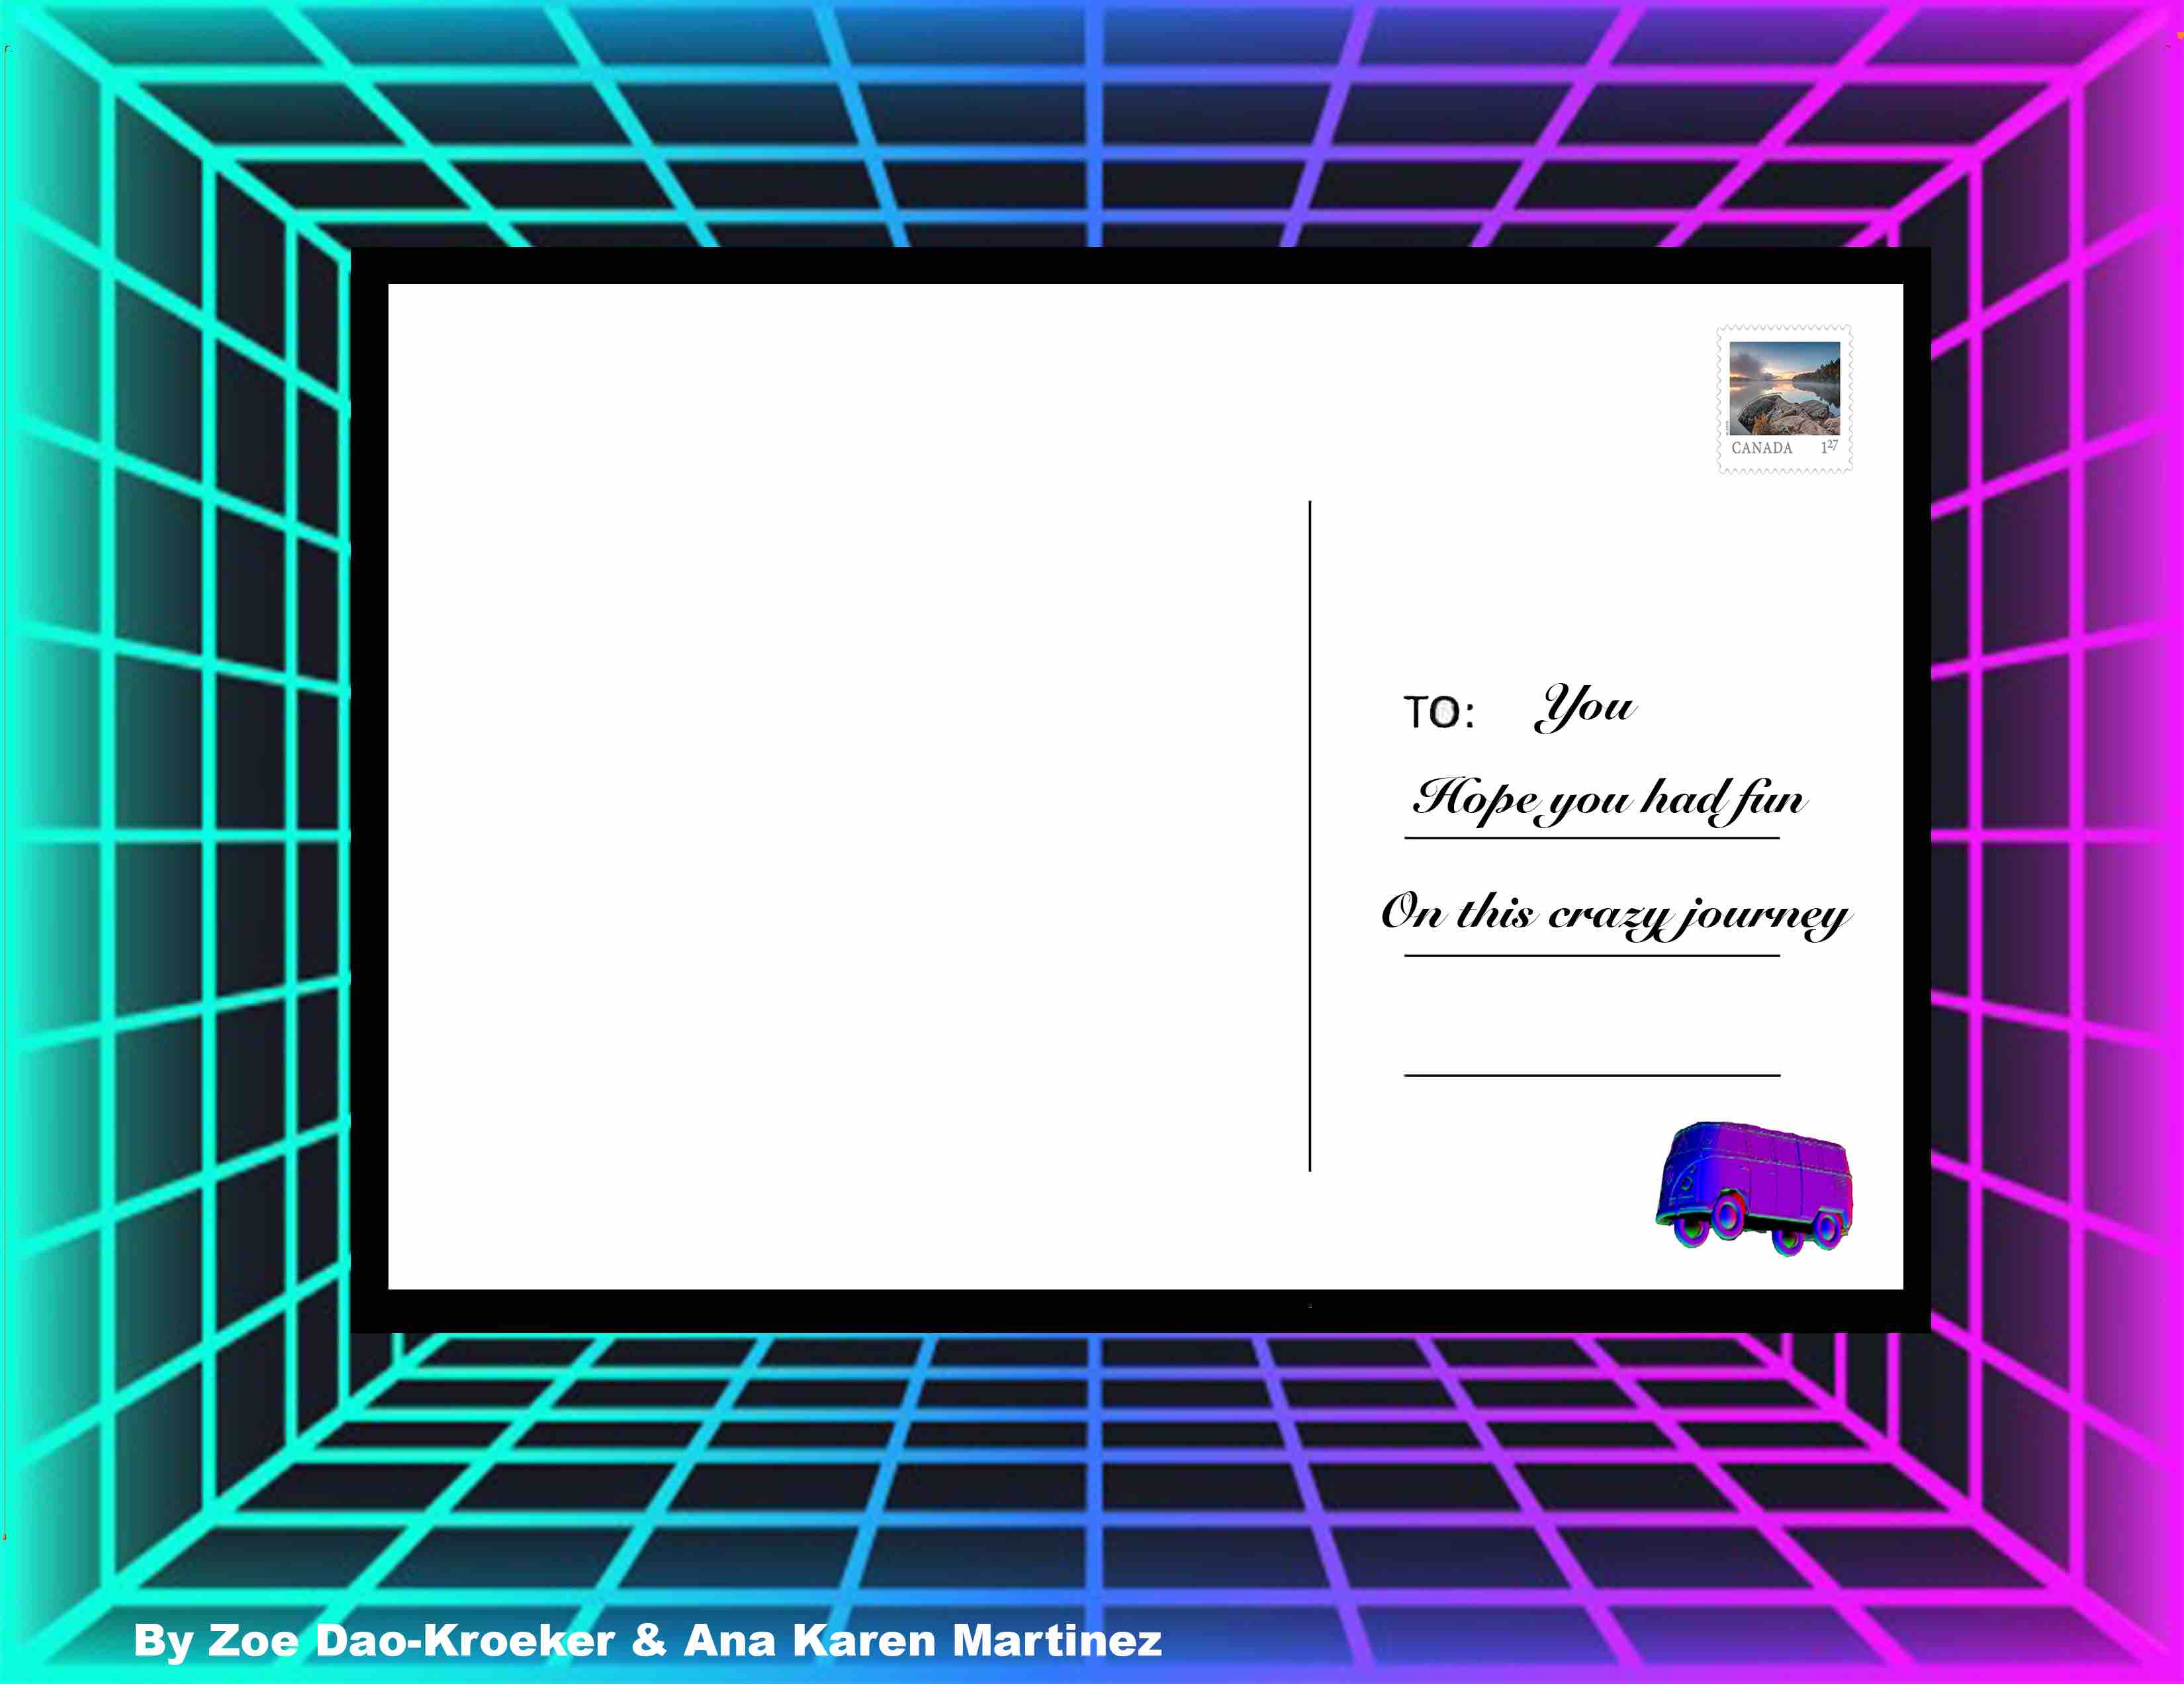 CANADA 1²⁷
TO: You
Hope you had fun
On this crazy journey
By Zoe Dao-Kroeker & Ana Karen Martinez